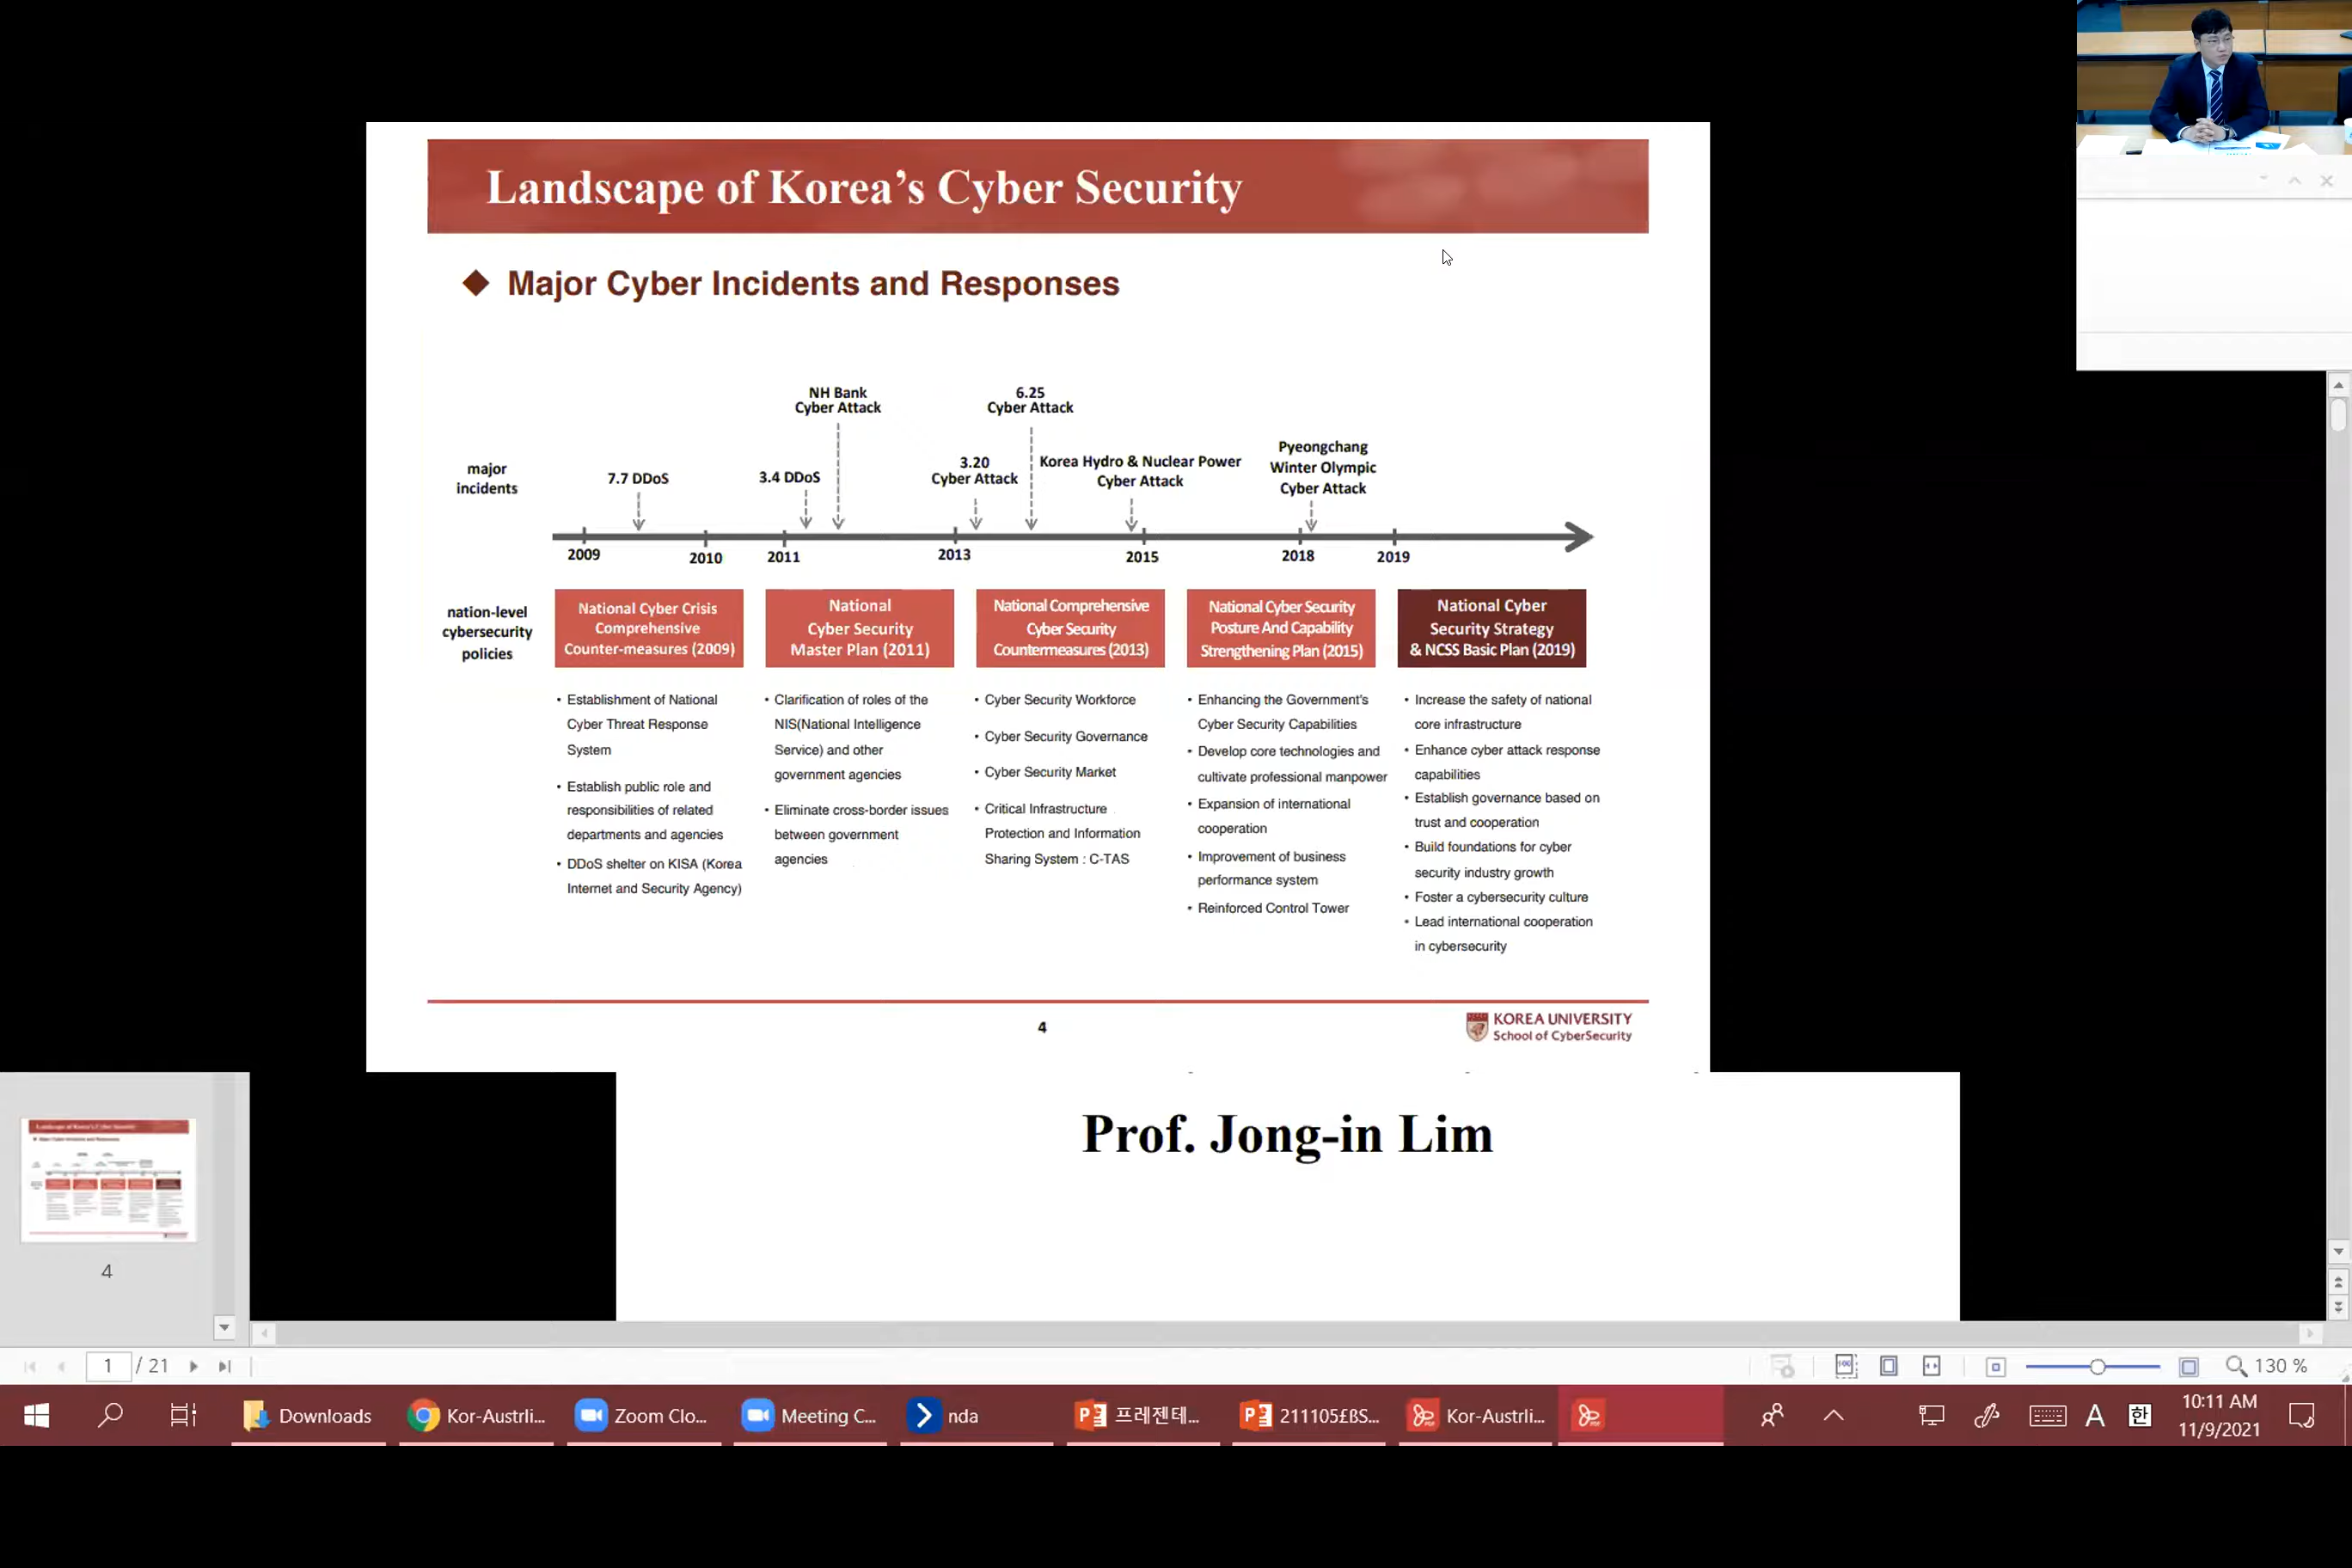 Landscape of Korea's Cyber Security
Major Cyber Incidents and Responses
major
incidents
7.7 DDoS
3.4 DDoS
NH Bank
Cyber Attack
3.20
Cyber Attack
6.25
Cyber Attack
Korea Hydro & Nuclear Power
Cyber Attack
Pyeongchang
Winter Olympic
Cyber Attack
2009
2010
2011
2013
2015
2018
2019
nation-level
cybersecurity
policies
National Cyber Crisis
Comprehensive
Counter-measures (2009)
• Establishment of National
Cyber Threat Response
System
• Establish public role and
responsibilities of related
departments and agencies
• DDoS shelter on KISA (Korea
Internet and Security Agency)
National
Cyber Security
Master Plan (2011)
• Clarification of roles of the
NIS(National Intelligence
Service) and other
government agencies
• Eliminate cross-border issues
between government
agencies
National Comprehensive
Cyber Security
Countermeasures (2013)
• Cyber Security Workforce
• Cyber Security Governance
• Cyber Security Market
• Critical Infrastructure
Protection and Information
Sharing System : C-TAS
National Cyber Security
Posture And Capability
Strengthening Plan (2015)
• Enhancing the Government's
Cyber Security Capabilities
• Develop core technologies and
cultivate professional manpower
• Expansion of international
cooperation
• Improvement of business
performance system
• Reinforced Control Tower
National Cyber
Security Strategy
& NCSS Basic Plan (2019)
• Increase the safety of national
core infrastructure
• Enhance cyber attack response
capabilities
• Establish governance based on
trust and cooperation
• Build foundations for cyber
security industry growth
• Foster a cybersecurity culture
• Lead international cooperation
in cybersecurity
4
KOREA UNIVERSITY
School of CyberSecurity
Prof. Jong-in Lim
4
1 / 21
130 %
Downloads
Kor-Austrli...
Zoom Clo...
Meeting C...
nda
프레젠테...
211105£ßS...
Kor-Austrli...
A
한
10:11 AM
11/9/2021